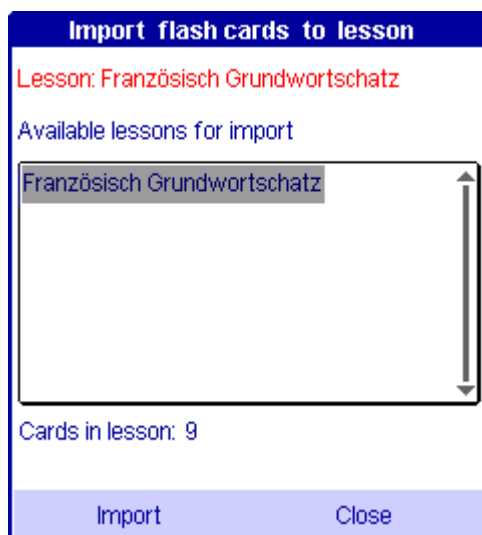 Import flash cards to lesson
Lesson: Französisch Grundwortschatz
Available lessons for import
Französisch Grundwortschatz
Cards in lesson: 9
Import Close